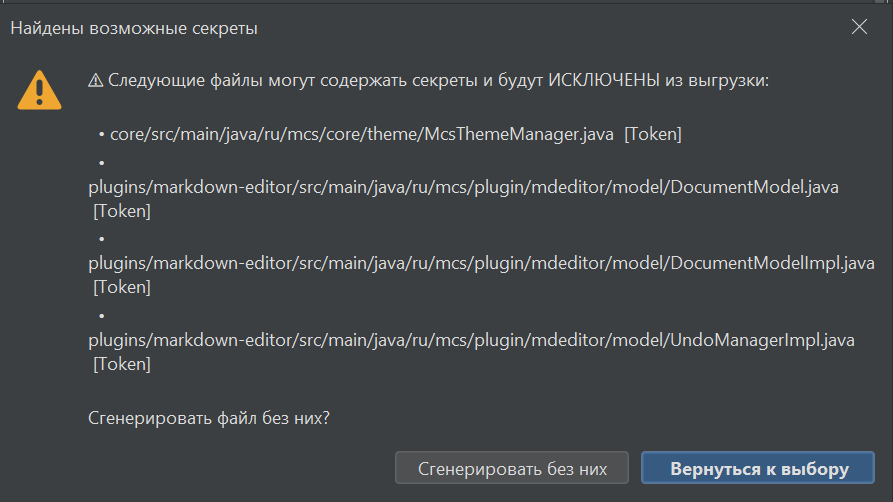 Найдены возможные секреты
⚠ Следующие файлы могут содержать секреты и будут ИСКЛЮЧЕНЫ из выгрузки:
• core/src/main/java/ru/mcs/core/theme/McsThemeManager.java [Token]
•
plugins/markdown-editor/src/main/java/ru/mcs/plugin/mdeditor/model/DocumentModel.java
[Token]
•
plugins/markdown-editor/src/main/java/ru/mcs/plugin/mdeditor/model/DocumentModelImpl.java
[Token]
•
plugins/markdown-editor/src/main/java/ru/mcs/plugin/mdeditor/model/UndoManagerImpl.java
[Token]
Сгенерировать файл без них?
Сгенерировать без них
Вернуться к выбору